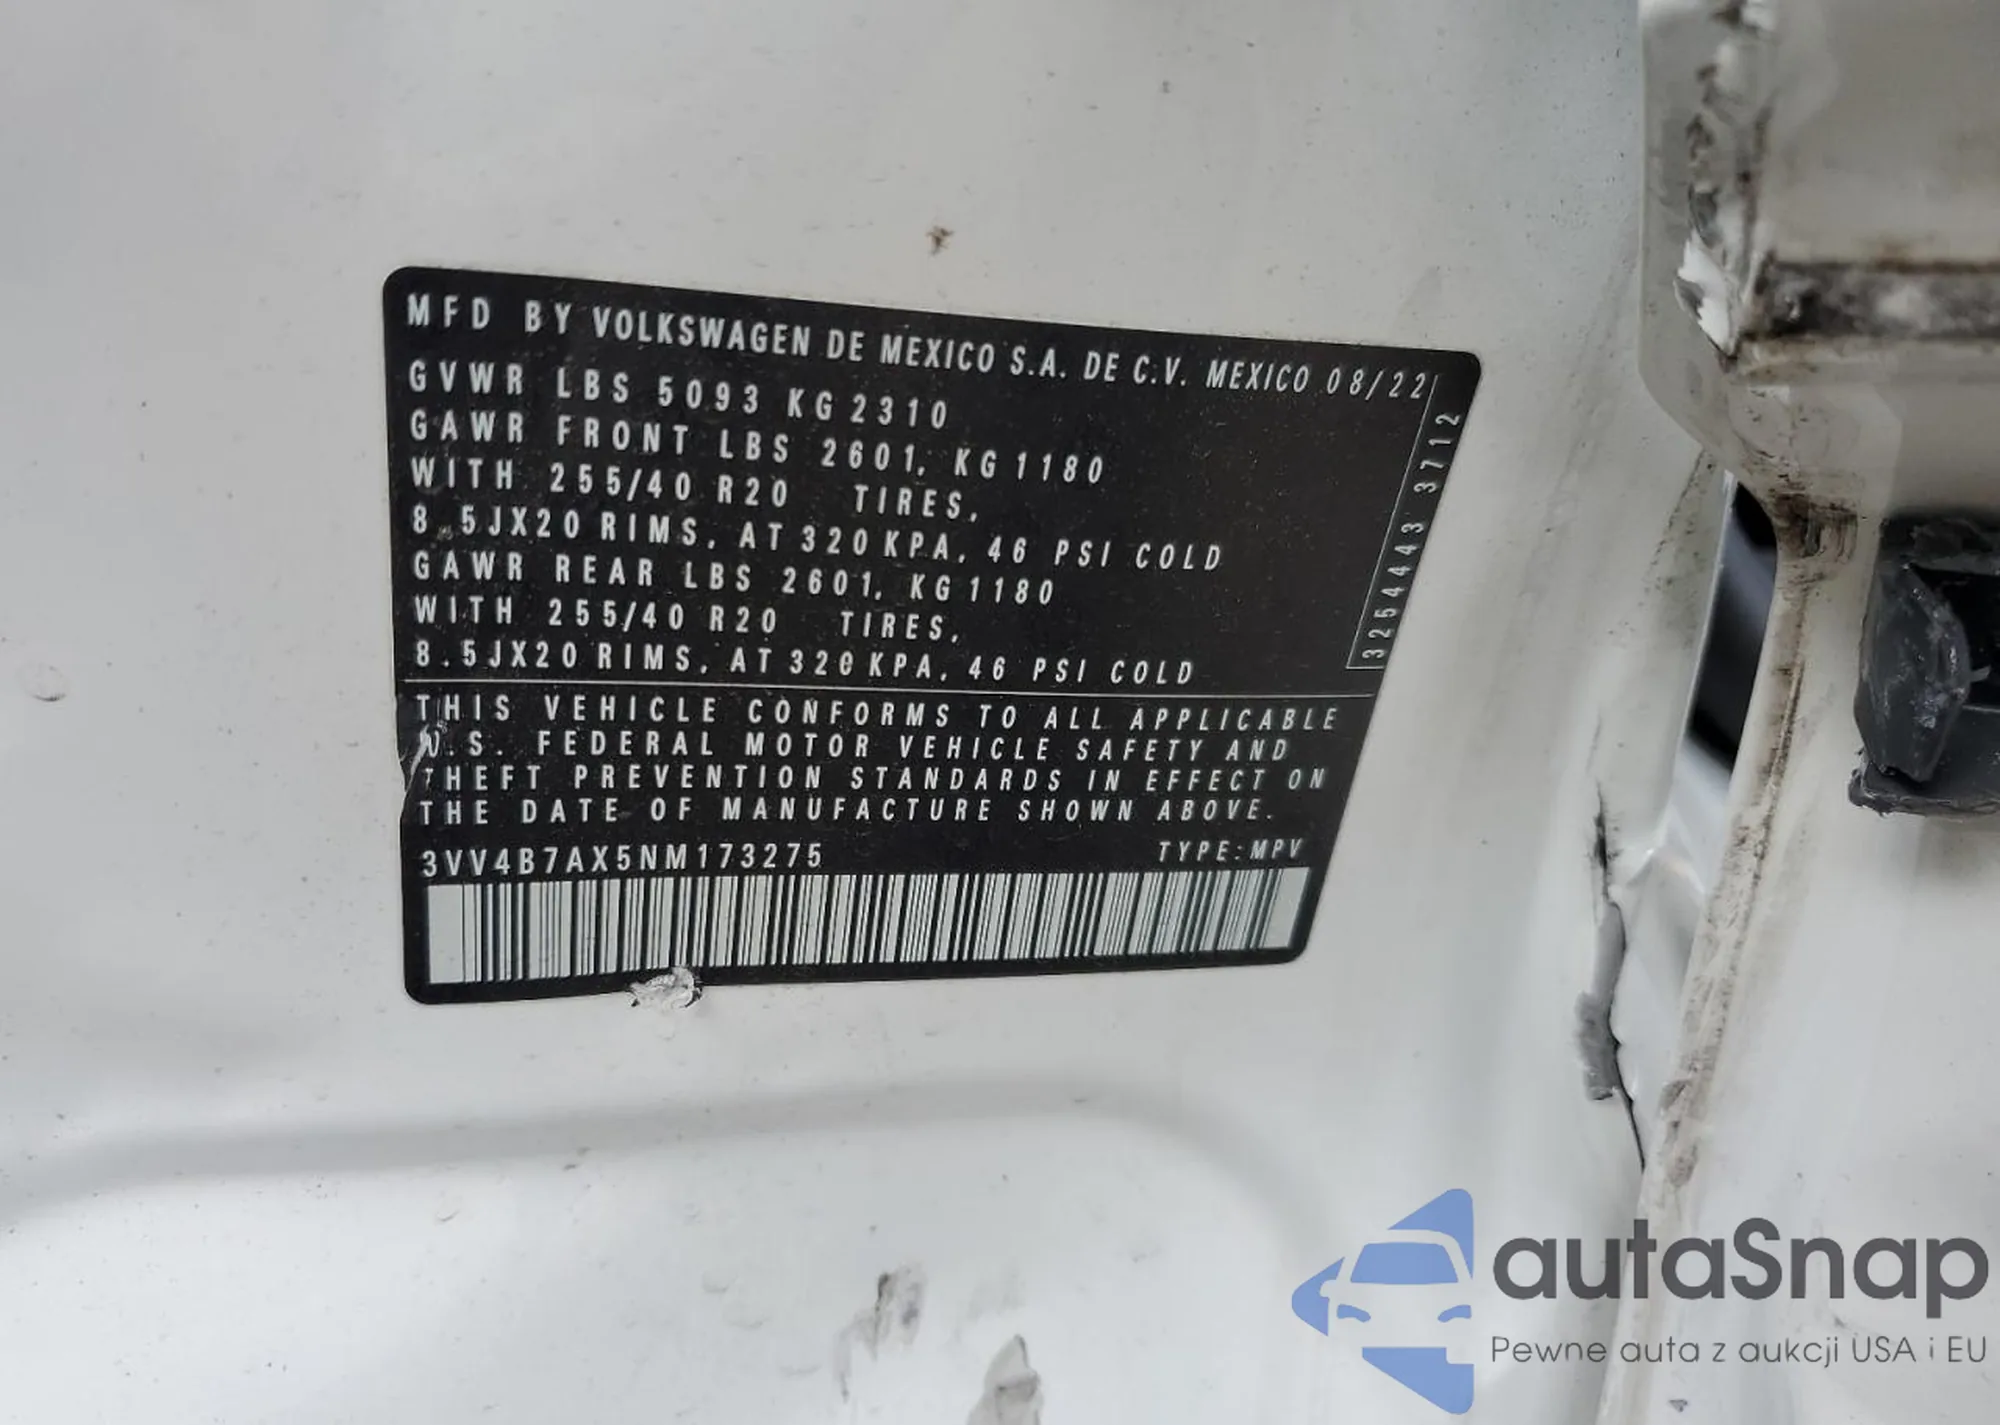 MFD BY VOLKSWAGEN DE MEXICO S.A. DE C.V. MEXICO 08/22
GVWR LBS 5093 KG 2310
GAWR FRONT LBS 2601, KG 1180
WITH 255/40 R20 TIRES,
8.5JX20 RIMS, AT 320 KPA, 46 PSI COLD
GAWR REAR LBS 2601, KG 1180
WITH 255/40 R20 TIRES,
8.5JX20 RIMS, AT 320 KPA, 46 PSI COLD
3254443 3712
THIS VEHICLE CONFORMS TO ALL APPLICABLE
U.S. FEDERAL MOTOR VEHICLE SAFETY AND
THEFT PREVENTION STANDARDS IN EFFECT ON
THE DATE OF MANUFACTURE SHOWN ABOVE.
3VV4B7AX5NM173275 TYPE:MPV
autaSnap
Pewne auta z aukcji USA i EU